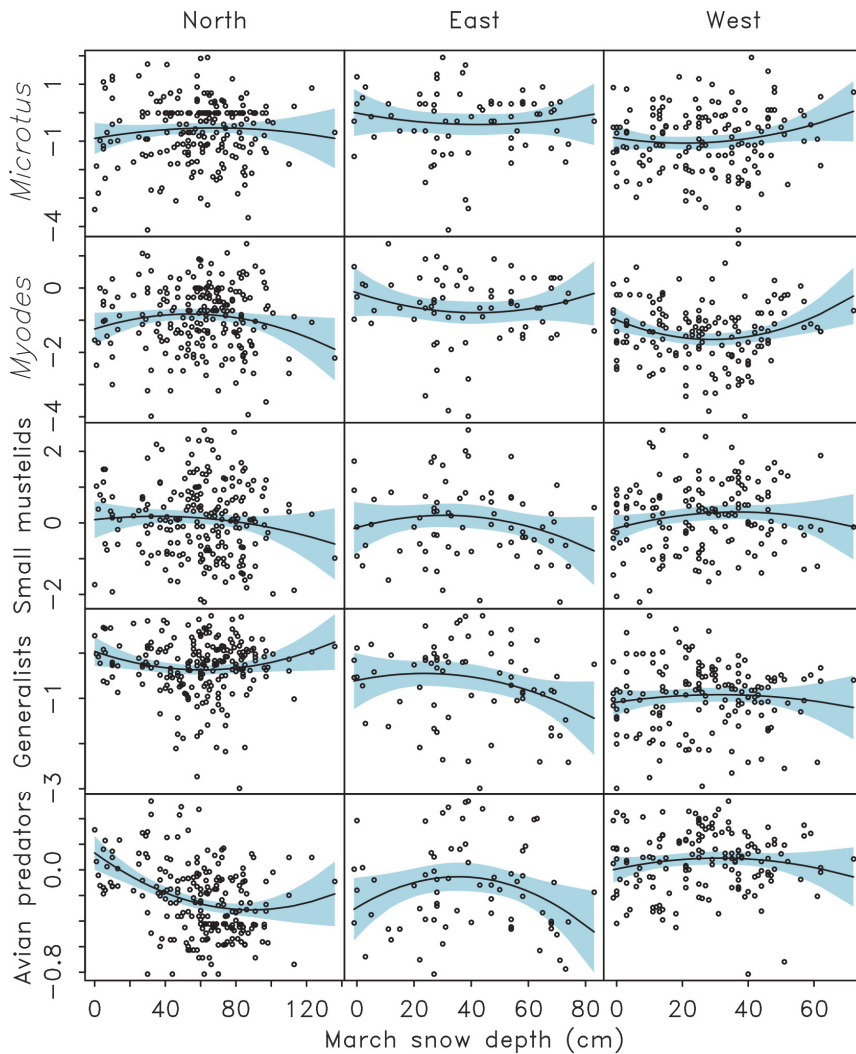 North East West
Microtus
1
−1
−4
Myodes
0
−2
−4
Small mustelids
2
0
−2
Generalists
−1
−3
Avian predators
0.0
−0.8
0 40 80 120 0 20 40 60 80 0 20 40 60
March snow depth (cm)